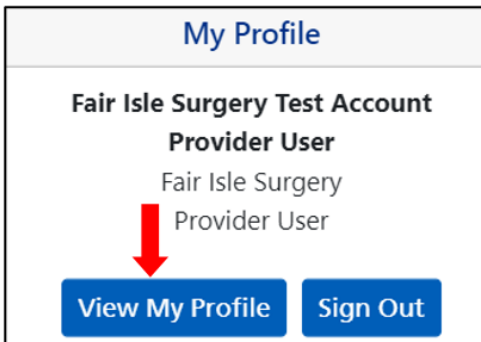 My Profile
Fair Isle Surgery Test Account
Provider User
Fair Isle Surgery
Provider User
View My Profile
Sign Out